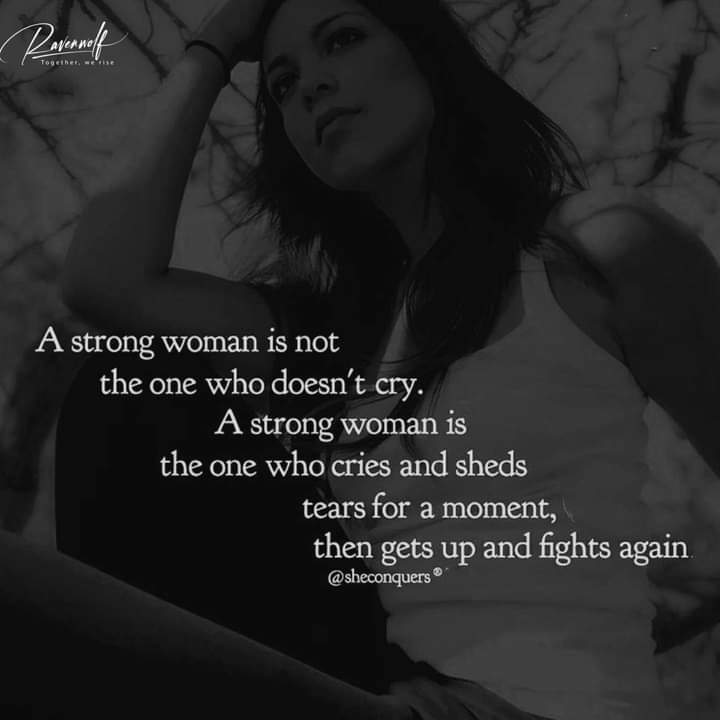 Ravenwolf
Together, we rise
A strong woman is not
the one who doesn't cry.
A strong woman is
the one who cries and sheds
tears for a moment,
then gets up and fights again
@sheconquers®